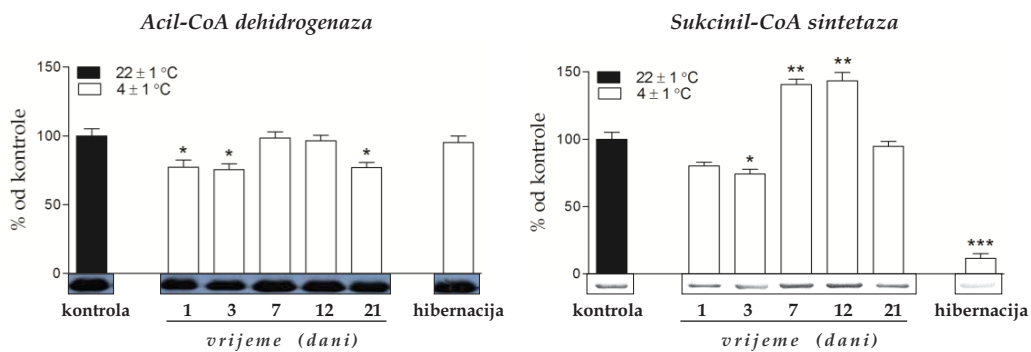 Acil-CoA dehidrogenaza
150
100
50
0
% od kontrole
22 ± 1 °C
4 ± 1 °C
*
*
*
kontrola
1 3 7 12 21
hibernacija
vrijeme (dani)
Sukcinil-CoA sintetaza
150
100
50
0
% od kontrole
22 ± 1 °C
4 ± 1 °C
*
**
**
***
kontrola
1 3 7 12 21
hibernacija
vrijeme (dani)